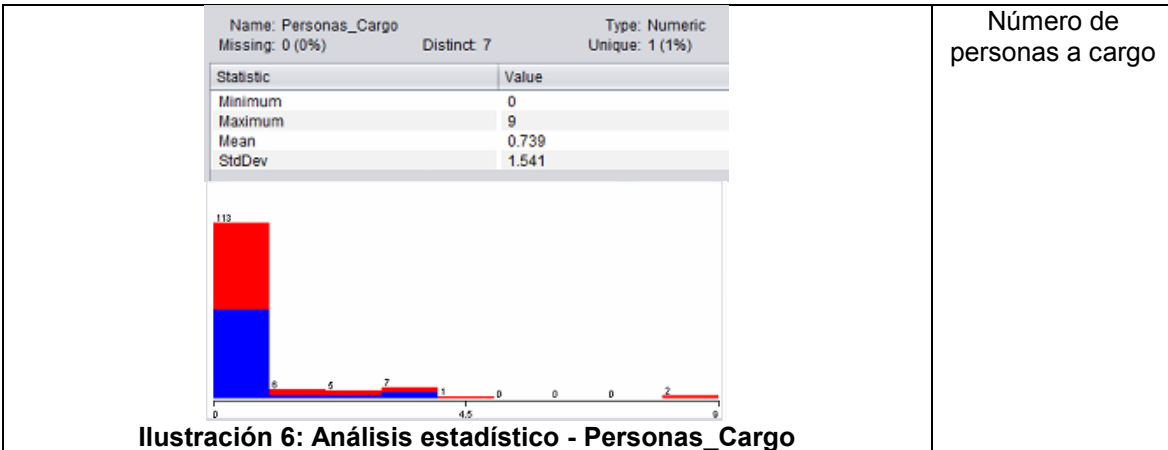 Name: Personas_Cargo Type: Numeric
Missing: 0 (0%) Distinct: 7 Unique: 1 (1%)
Statistic Value
Minimum 0
Maximum 9
Mean 0.739
StdDev 1.541
113
6 5 7 1 0 0 0 2
0 4.5 9
Ilustración 6: Análisis estadístico - Personas_Cargo
Número de
personas a cargo